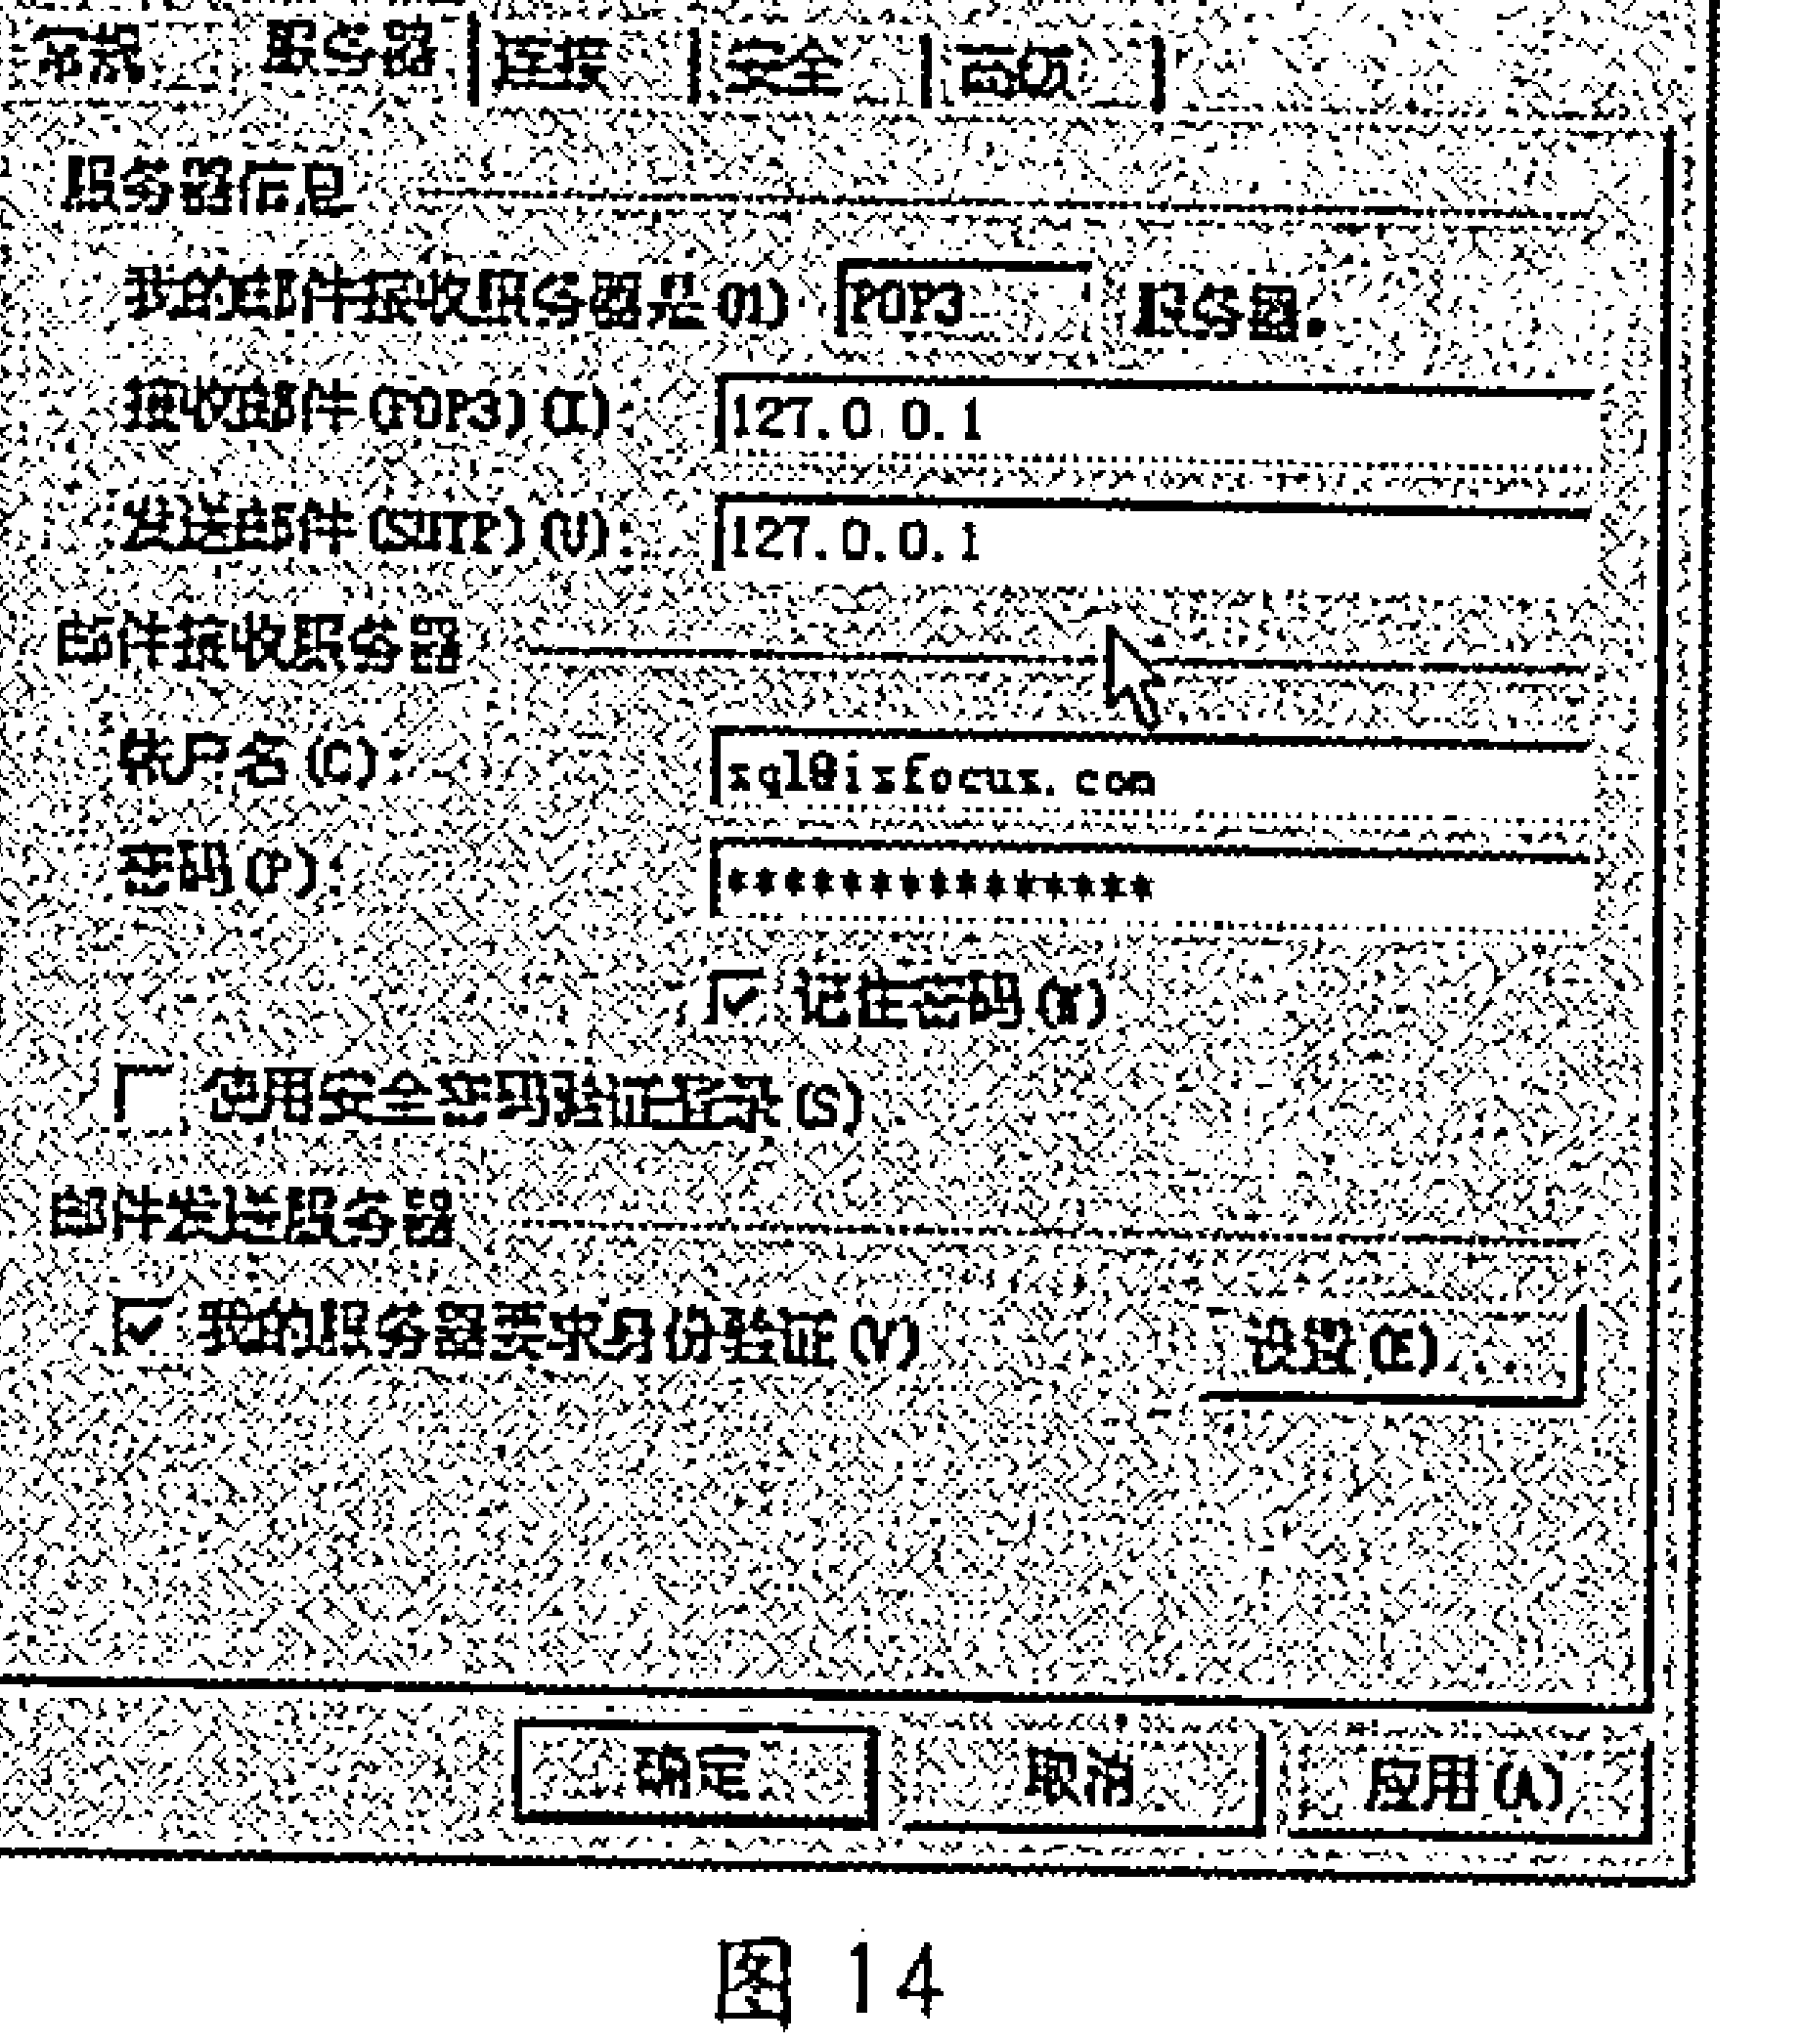 常规 服务器 连接 安全 高级
服务器信息
我的邮件接收服务器是(M) POP3 服务器。
接收邮件(POP3)(I): 127.0.0.1
发送邮件(SMTP)(U): 127.0.0.1
邮件接收服务器
帐户名(C):
密码(P): ***************
记住密码(W)
使用安全密码验证登录(S)
邮件发送服务器
我的服务器要求身份验证(V) 设置(E)...
确定 取消 应用(A)
图 14